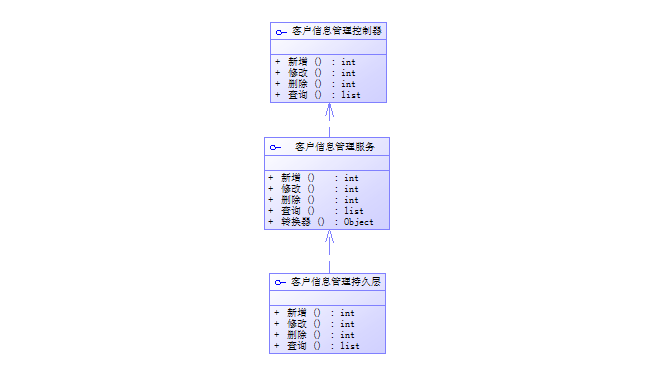 客户信息管理控制器
+ 新增 () : int
+ 修改 () : int
+ 删除 () : int
+ 查询 () : list
客户信息管理服务
+ 新增 () : int
+ 修改 () : int
+ 删除 () : int
+ 查询 () : list
+ 转换器 () : Object
客户信息管理持久层
+ 新增 () : int
+ 修改 () : int
+ 删除 () : int
+ 查询 () : list